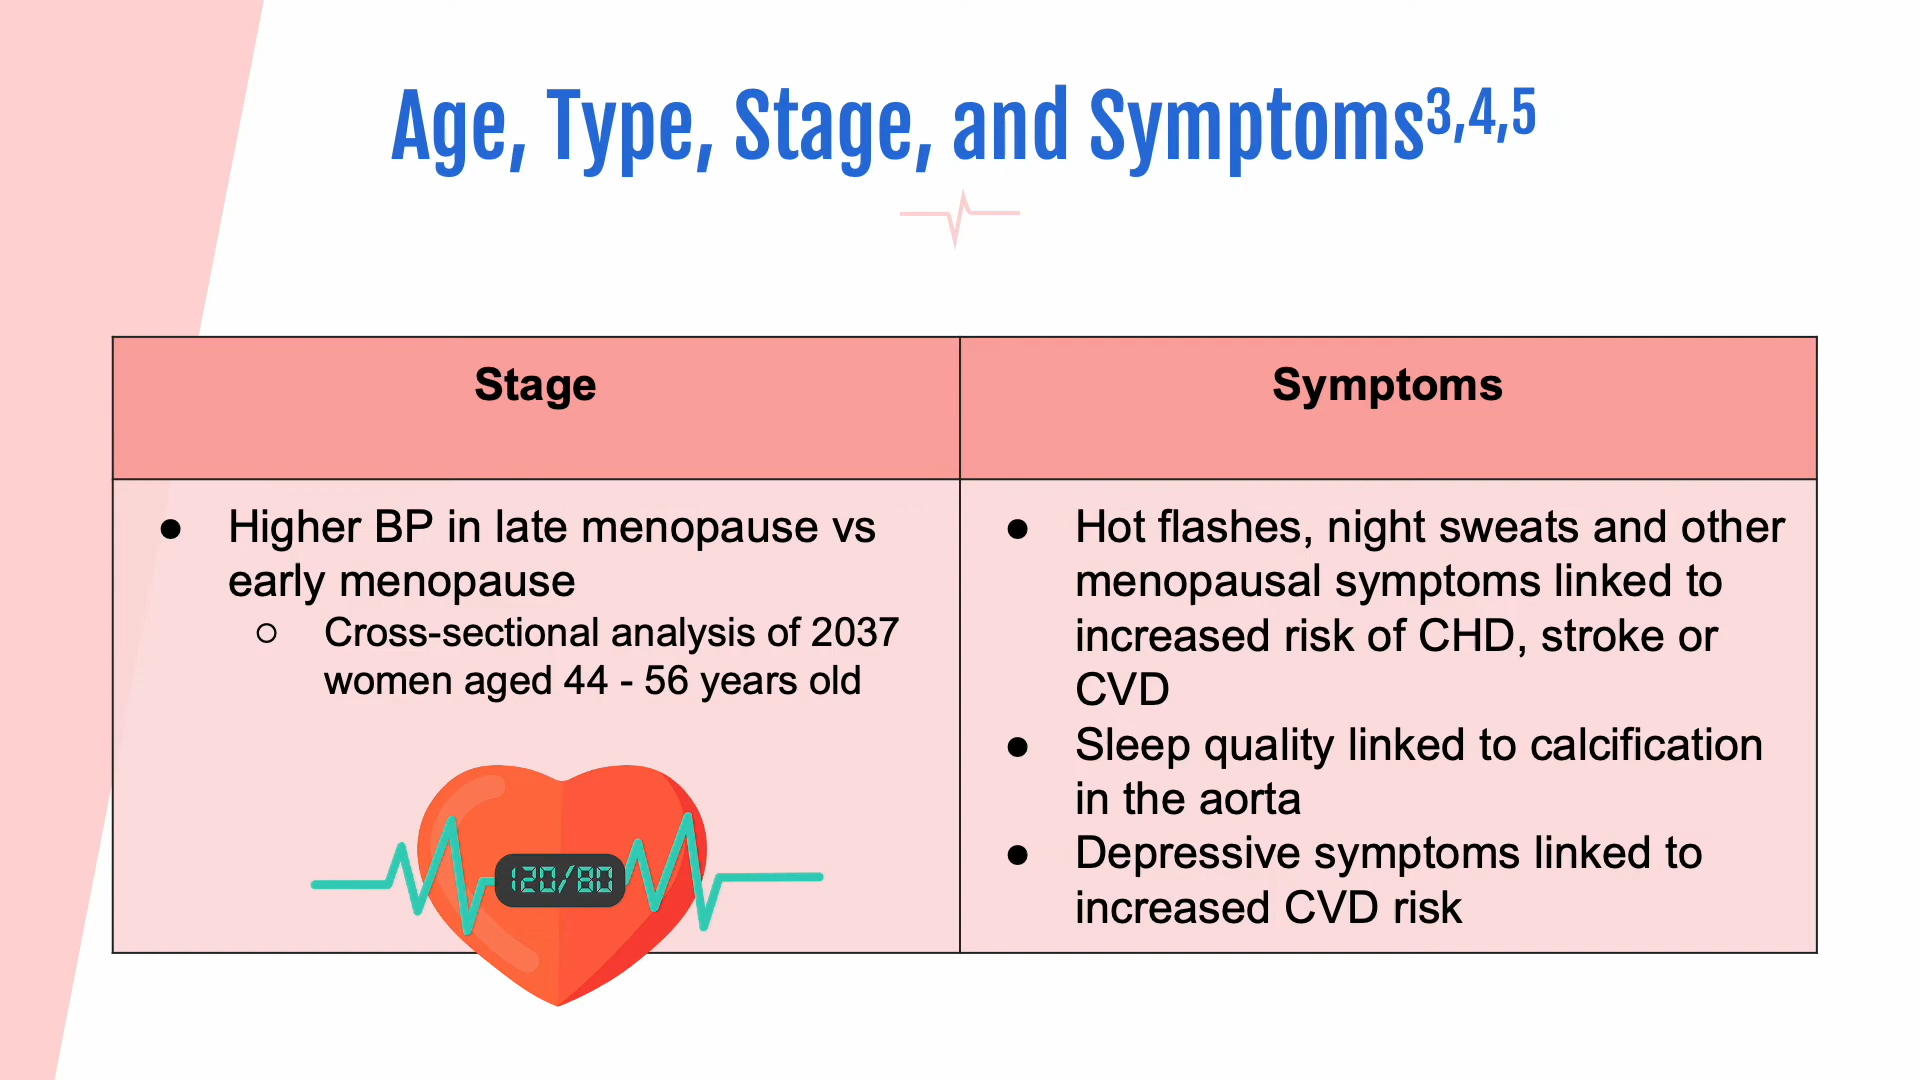 Age, Type, Stage, and Symptoms3,4,5
Stage
Symptoms
● Higher BP in late menopause vs
early menopause
○ Cross-sectional analysis of 2037
women aged 44 - 56 years old
120/80
● Hot flashes, night sweats and other
menopausal symptoms linked to
increased risk of CHD, stroke or
CVD
● Sleep quality linked to calcification
in the aorta
● Depressive symptoms linked to
increased CVD risk